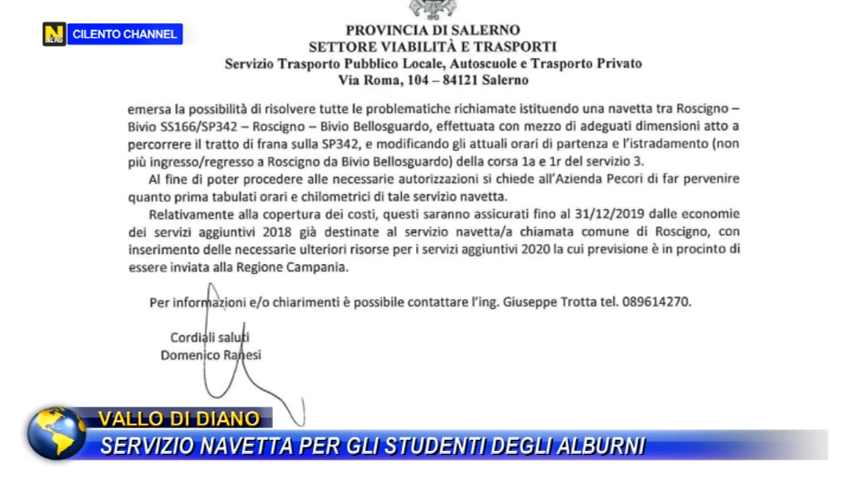 CILENTO CHANNEL
PROVINCIA DI SALERNO
SETTORE VIABILITÀ E TRASPORTI
Servizio Trasporto Pubblico Locale, Autoscuole e Trasporto Privato
Via Roma, 104 – 84121 Salerno
emersa la possibilità di risolvere tutte le problematiche richiamate istituendo una navetta tra Roscigno –
Bivio SS166/SP342 – Roscigno – Bivio Bellosguardo, effettuata con mezzo di adeguati dimensioni atto a
percorrere il tratto di frana sulla SP342, e modificando gli attuali orari di partenza e l'istradamento (non
più ingresso/regresso a Roscigno da Bivio Bellosguardo) della corsa 1a e 1r del servizio 3.
Al fine di poter procedere alle necessarie autorizzazioni si chiede all'Azienda Pecori di far pervenire
quanto prima tabulati orari e chilometrici di tale servizio navetta.
Relativamente alla copertura dei costi, questi saranno assicurati fino al 31/12/2019 dalle economie
dei servizi aggiuntivi 2018 già destinate al servizio navetta/a chiamata comune di Roscigno, con
inserimento delle necessarie ulteriori risorse per i servizi aggiuntivi 2020 la cui previsione è in procinto di
essere inviata alla Regione Campania.
Per informazioni e/o chiarimenti è possibile contattare l'ing. Giuseppe Trotta tel. 089614270.
Cordiali saluti
Domenico Ranesi
VALLO DI DIANO
SERVIZIO NAVETTA PER GLI STUDENTI DEGLI ALBURNI